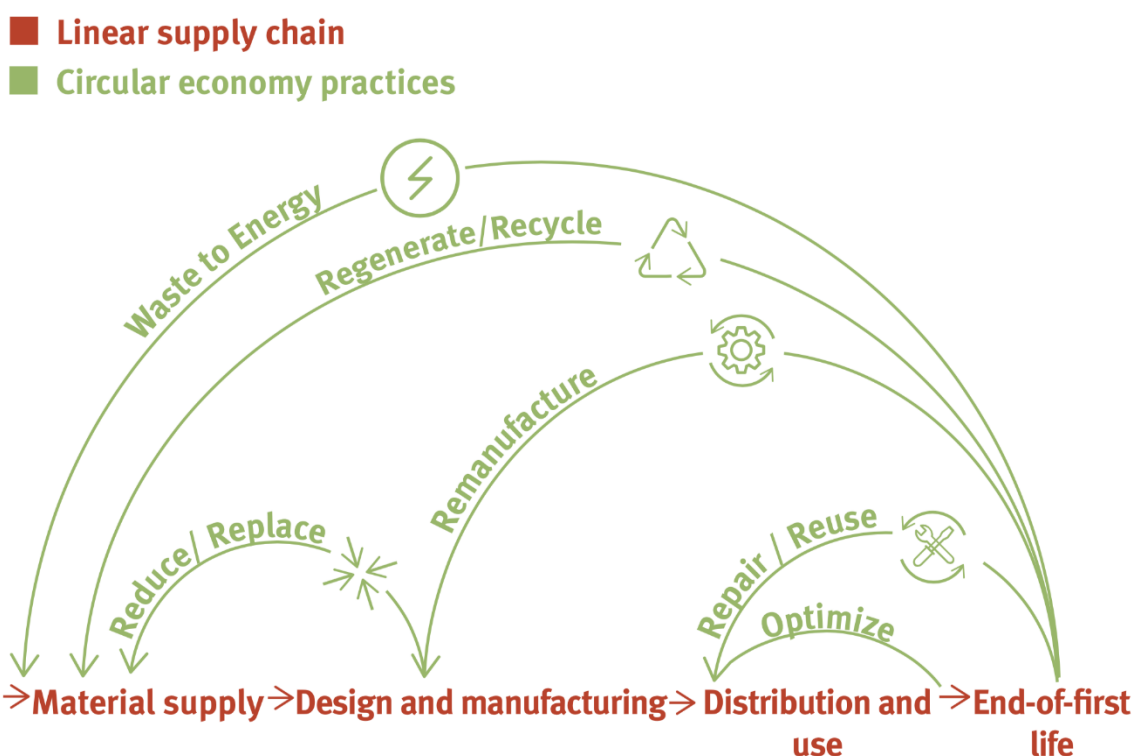 Linear supply chain
Circular economy practices
Waste to Energy
Regenerate/Recycle
Remanufacture
Reduce/ Replace
Repair / Reuse
Optimize
Material supply
Design and manufacturing
Distribution and
use
End-of-first
life